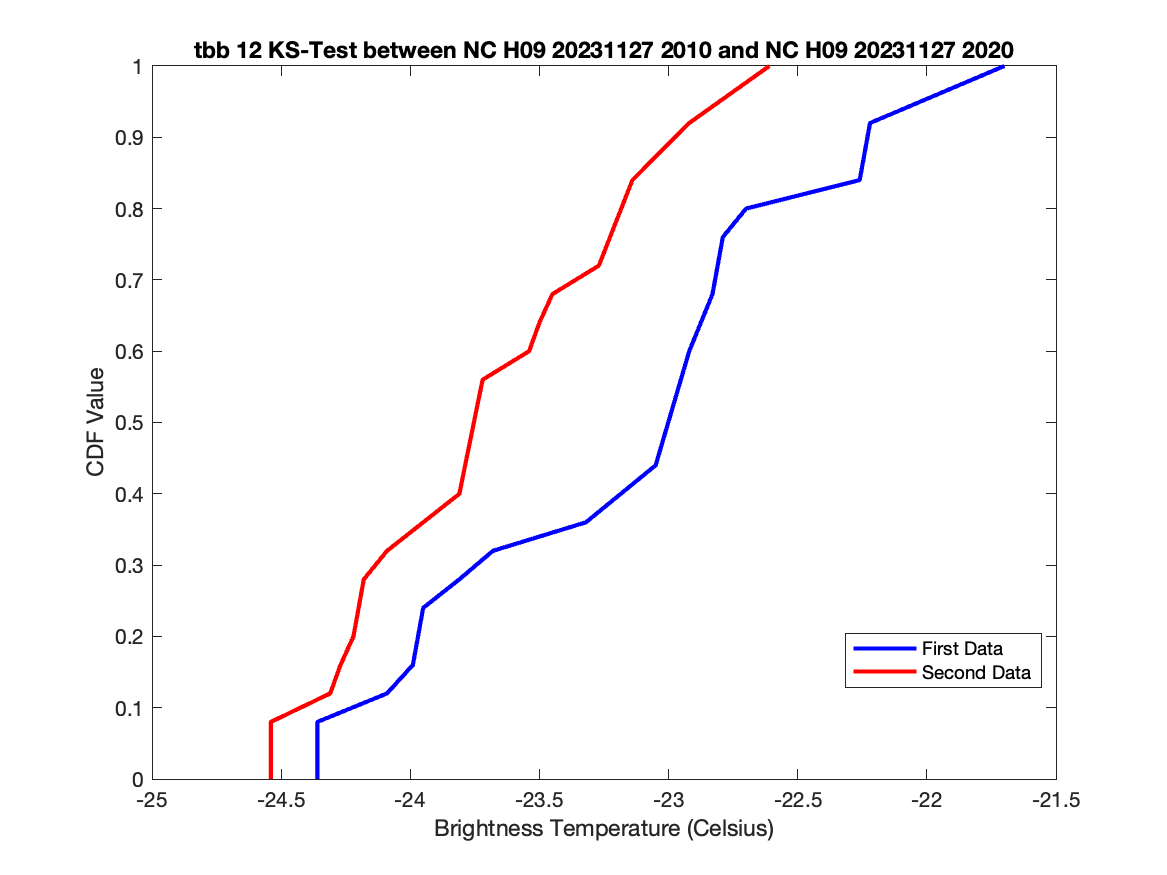 tbb 12 KS-Test between NC H09 20231127 2010 and NC H09 20231127 2020
1
0.9
0.8
0.7
0.6
0.5
0.4
0.3
0.2
0.1
0
CDF Value
First Data
Second Data
-25 -24.5 -24 -23.5 -23 -22.5 -22 -21.5
Brightness Temperature (Celsius)